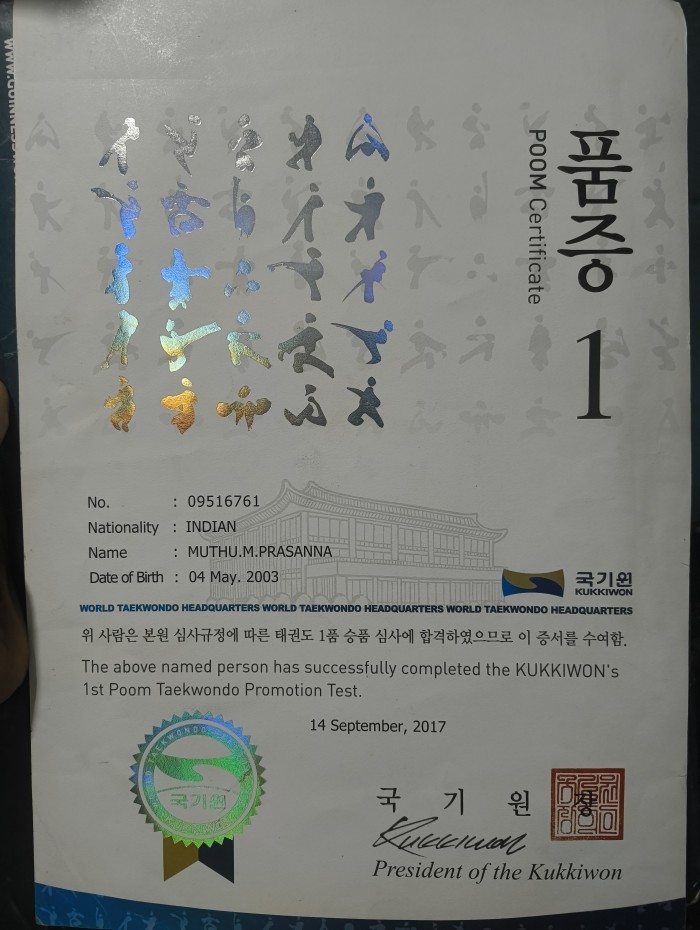 WWW.GUINNESS
품증 1
POOM Certificate
No. : 09516761
Nationality : INDIAN
Name : MUTHU.M.PRASANNA
Date of Birth : 04 May. 2003
국기원
KUKKIWON
WORLD TAEKWONDO HEADQUARTERS WORLD TAEKWONDO HEADQUARTERS WORLD TAEKWONDO HEADQUARTERS
위 사람은 본원 심사규정에 따른 태권도 1품 승품 심사에 합격하였으므로 이 증서를 수여함.
The above named person has successfully completed the KUKKIWON's
1st Poom Taekwondo Promotion Test.
14 September, 2017
국기원
국 기 원 장
Kukkiwon
President of the Kukkiwon